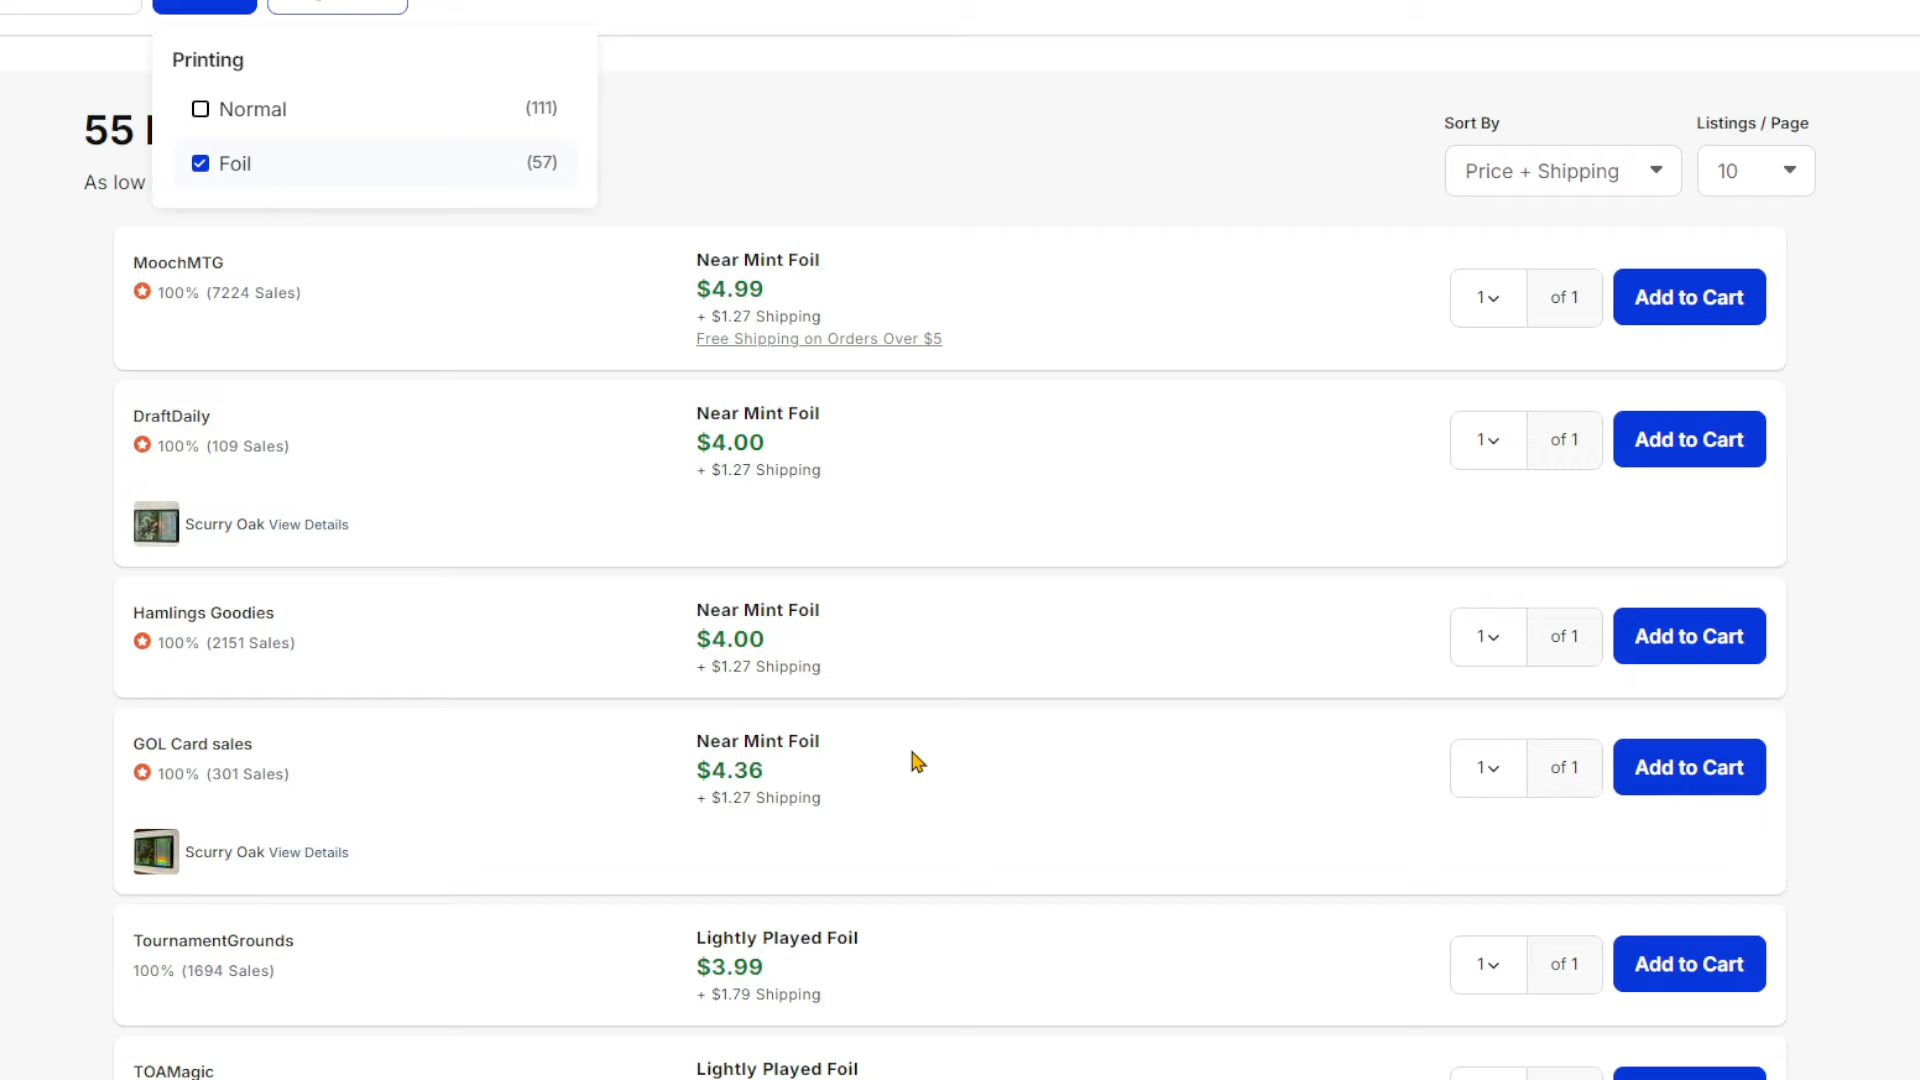 Printing
Normal
(111)
Foil
(57)
55
As low
Sort By
Price + Shipping
Listings / Page
10
MoochMTG
100% (7224 Sales)
Near Mint Foil
$4.99
+ $1.27 Shipping
Free Shipping on Orders Over $5
1
of 1
Add to Cart
DraftDaily
100% (109 Sales)
Near Mint Foil
$4.00
+ $1.27 Shipping
1
of 1
Add to Cart
Scurry Oak View Details
Hamlings Goodies
100% (2151 Sales)
Near Mint Foil
$4.00
+ $1.27 Shipping
1
of 1
Add to Cart
GOL Card sales
100% (301 Sales)
Near Mint Foil
$4.36
+ $1.27 Shipping
1
of 1
Add to Cart
Scurry Oak View Details
TournamentGrounds
100% (1694 Sales)
Lightly Played Foil
$3.99
+ $1.79 Shipping
1
of 1
Add to Cart
TOAMagic
Lightly Played Foil